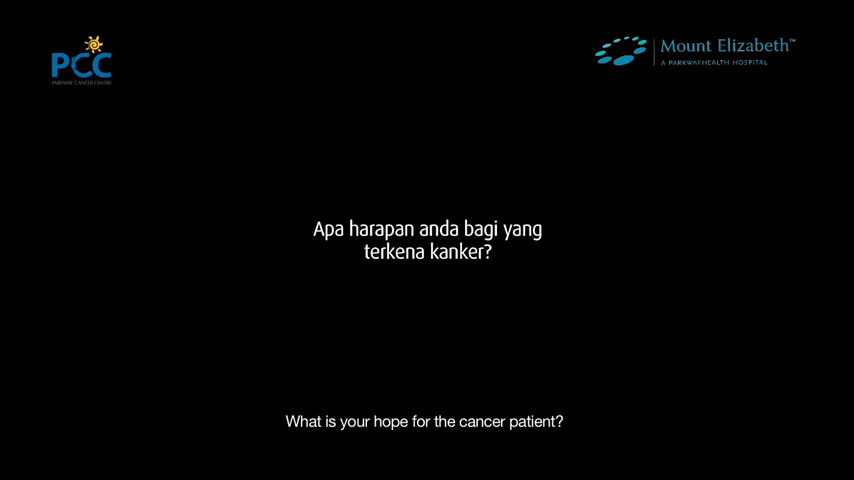 PCC
PARKWAY CANCER CENTRE
Mount Elizabeth™
A PARKWAYHEALTH HOSPITAL
Apa harapan anda bagi yang
terkena kanker?
What is your hope for the cancer patient?